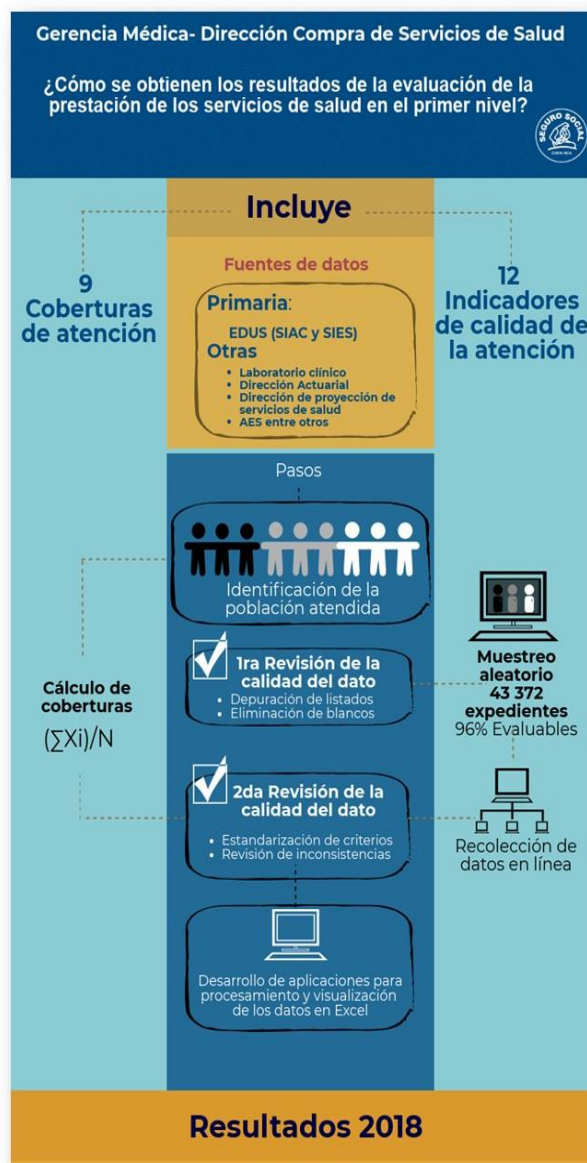 Gerencia Médica- Dirección Compra de Servicios de Salud
¿Cómo se obtienen los resultados de la evaluación de la
prestación de los servicios de salud en el primer nivel?
SEGURO SOCIAL
COSTA RICA
Incluye
9
Coberturas
de atención
Fuentes de datos
Primaria:
EDUS (SIAC y SIES)
Otras
• Laboratorio clínico
• Dirección Actuarial
• Dirección de proyección de
servicios de salud
• AES entre otros
12
Indicadores
de calidad de
la atención
Pasos
Identificación de la
población atendida
1ra Revisión de la
calidad del dato
• Depuración de listados
• Eliminación de blancos
Muestreo
aleatorio
43 372
expedientes
96% Evaluables
Cálculo de
coberturas
(∑Xi)/N
2da Revisión de la
calidad del dato
• Estandarización de criterios
• Revisión de inconsistencias
Recolección de
datos en línea
Desarrollo de aplicaciones para
procesamiento y visualización
de los datos en Excel
Resultados 2018